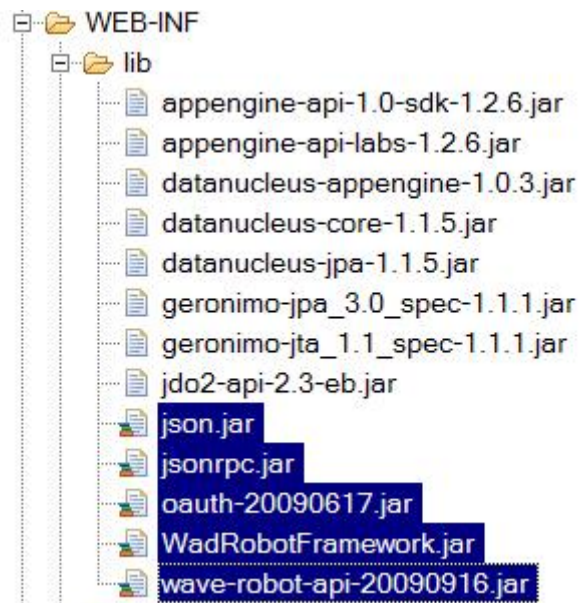 WEB-INF
lib
appengine-api-1.0-sdk-1.2.6.jar
appengine-api-labs-1.2.6.jar
datanucleus-appengine-1.0.3.jar
datanucleus-core-1.1.5.jar
datanucleus-jpa-1.1.5.jar
geronimo-jpa_3.0_spec-1.1.1.jar
geronimo-jta_1.1_spec-1.1.1.jar
jdo2-api-2.3-eb.jar
json.jar
jsonrpc.jar
oauth-20090617.jar
WadRobotFramework.jar
wave-robot-api-20090916.jar